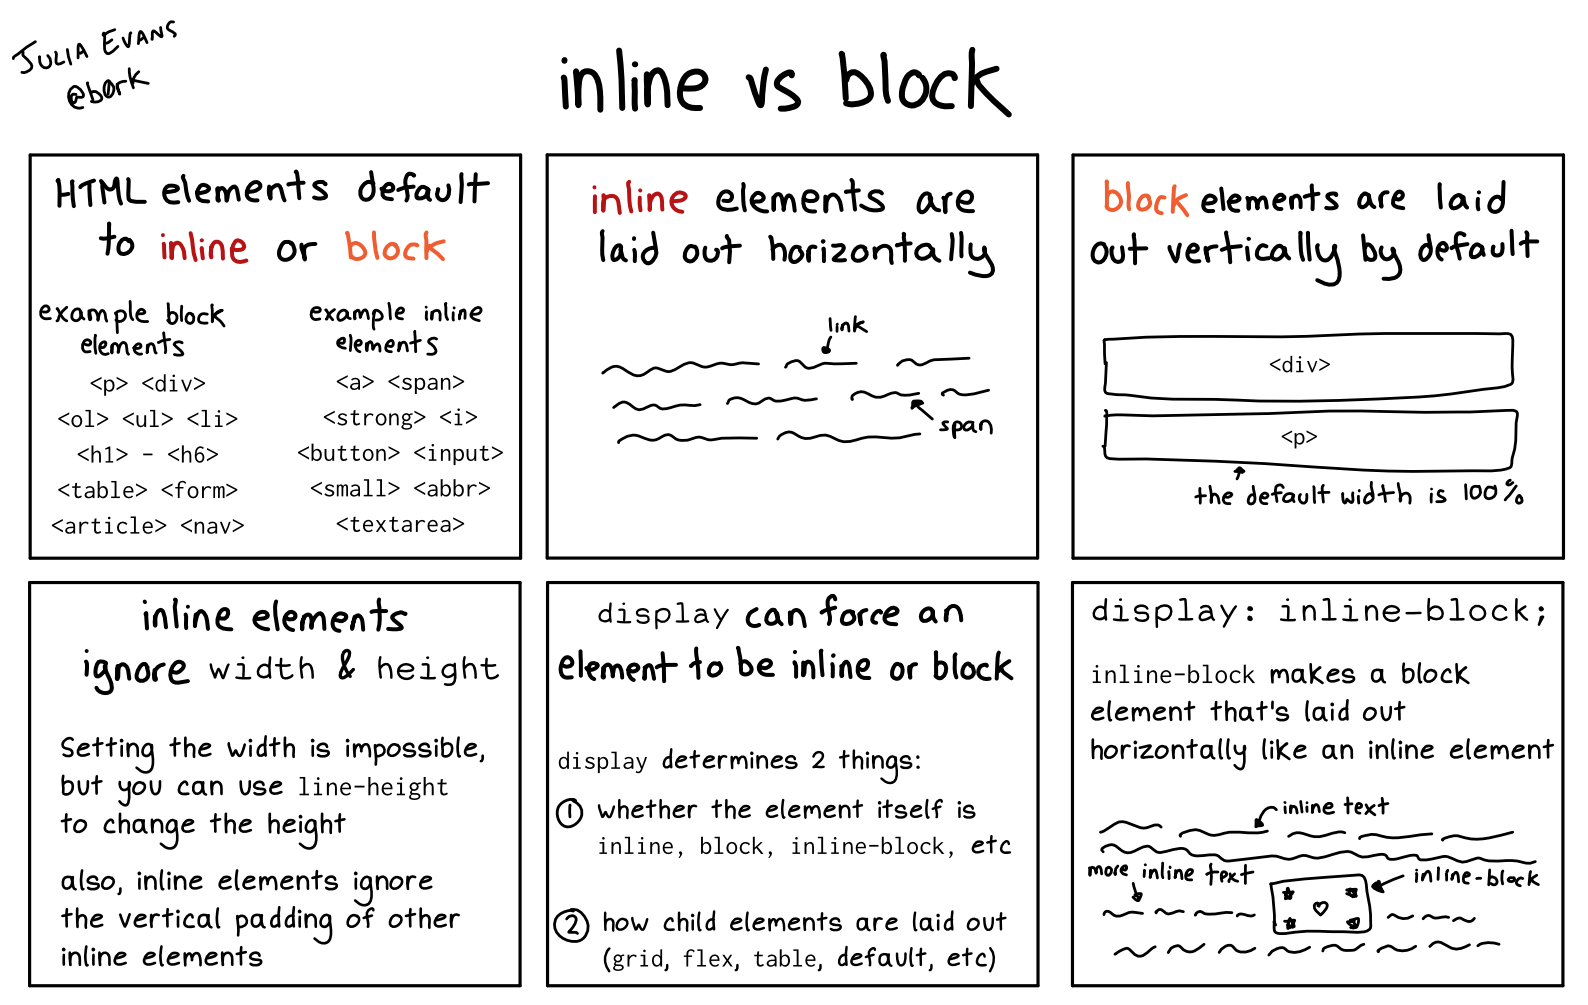 JULIA EVANS
@b0rk
inline vs block
HTML elements default
to inline or block
example block
elements
<p> <div>
<ol> <ul> <li>
<h1> - <h6>
<table> <form>
<article> <nav>
example inline
elements
<a> <span>
<strong> <i>
<button> <input>
<small> <abbr>
<textarea>
inline elements are
laid out horizontally
link
span
block elements are laid
out vertically by default
<div>
<p>
the default width is 100%
inline elements
ignore width & height
Setting the width is impossible,
but you can use line-height
to change the height
also, inline elements ignore
the vertical padding of other
inline elements
display can force an
element to be inline or block
display determines 2 things:
① whether the element itself is
inline, block, inline-block, etc
② how child elements are laid out
(grid, flex, table, default, etc)
display: inline-block;
inline-block makes a block
element that's laid out
horizontally like an inline element
inline text
more inline text
inline-block